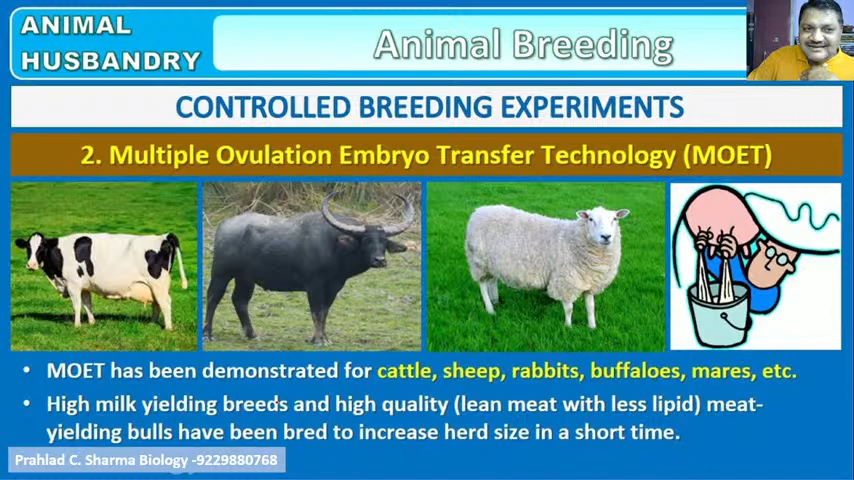 ANIMAL
HUSBANDRY
Animal Breeding
CONTROLLED BREEDING EXPERIMENTS
2. Multiple Ovulation Embryo Transfer Technology (MOET)
• MOET has been demonstrated for cattle, sheep, rabbits, buffaloes, mares, etc.
• High milk yielding breeds and high quality (lean meat with less lipid) meat-
yielding bulls have been bred to increase herd size in a short time.
Prahlad C. Sharma Biology -9229880768